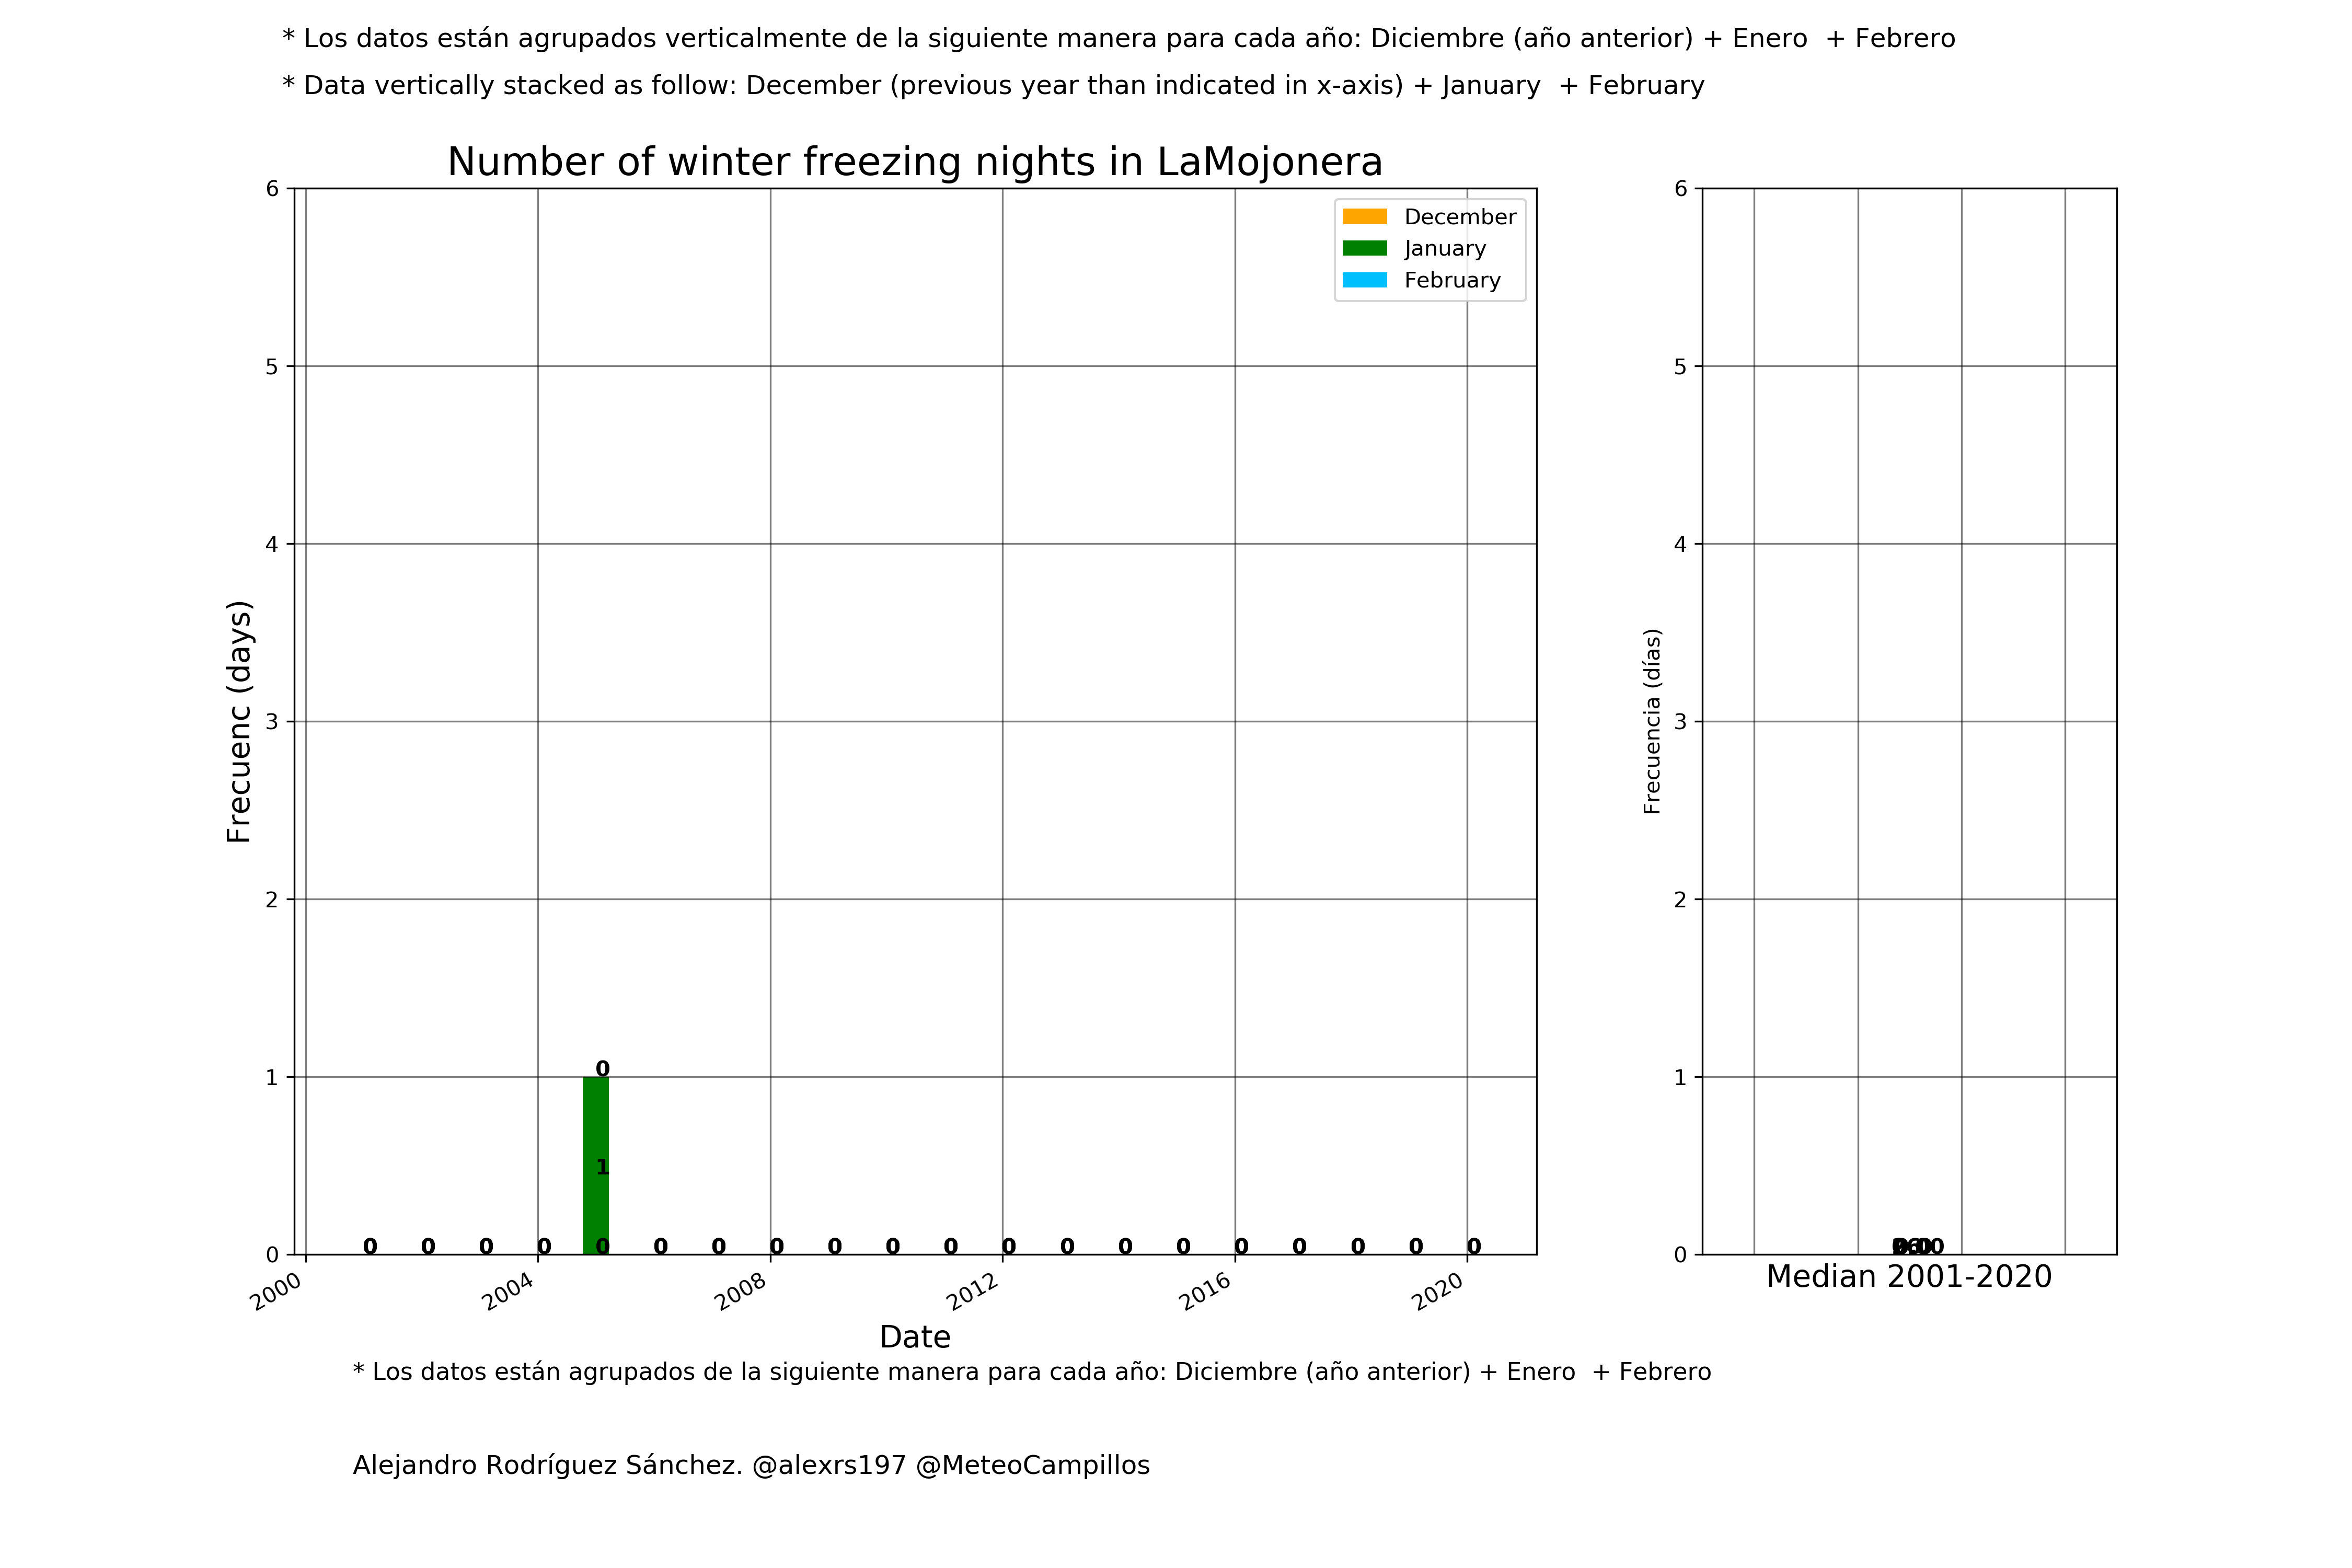 * Los datos están agrupados verticalmente de la siguiente manera para cada año: Diciembre (año anterior) + Enero  + Febrero
* Data vertically stacked as follow: December (previous year than indicated in x-axis) + January  + February
Number of winter freezing nights in LaMojonera
December
January
February
6
5
4
3
2
1
0
Frecuenc (days)
0
1
0 0 0 0 0 0 0 0 0 0 0 0 0 0 0 0 0 0 0 0
2000 2004 2008 2012 2016 2020
Date
6
5
4
3
2
1
0
Frecuencia (días)
Median 2001-2020
* Los datos están agrupados de la siguiente manera para cada año: Diciembre (año anterior) + Enero  + Febrero
Alejandro Rodríguez Sánchez. @alexrs197 @MeteoCampillos